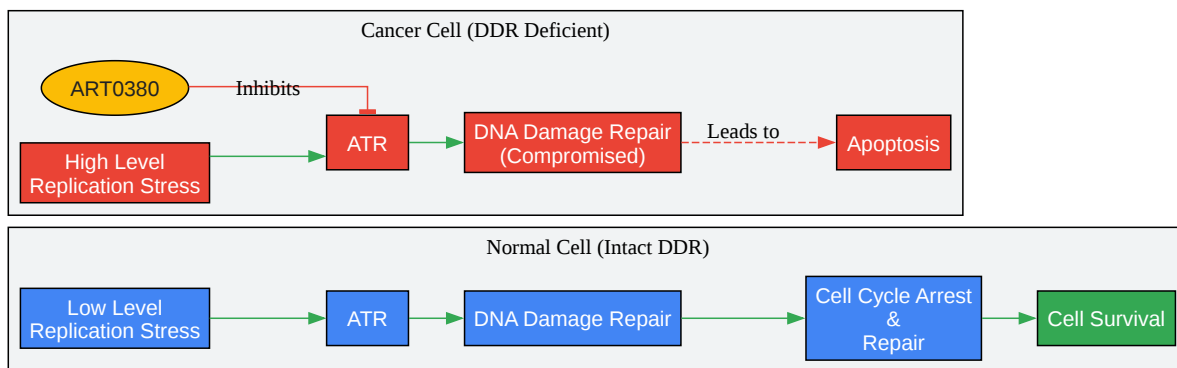 Cancer Cell (DDR Deficient)
ART0380
Inhibits
High Level
Replication Stress
ATR
DNA Damage Repair
(Compromised)
Leads to
Apoptosis
Normal Cell (Intact DDR)
Low Level
Replication Stress
ATR
DNA Damage Repair
Cell Cycle Arrest
&
Repair
Cell Survival